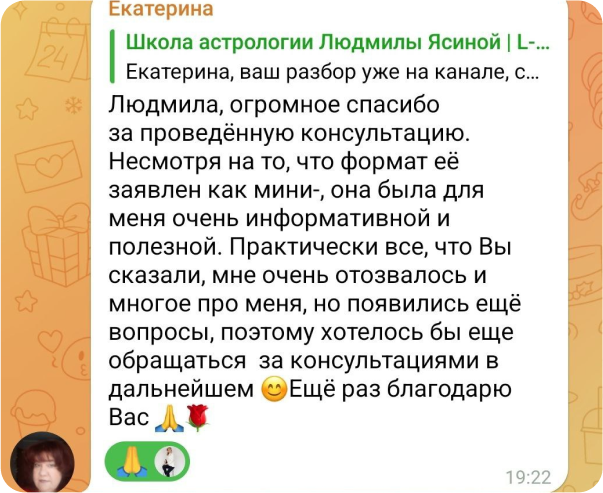 Екатерина
Школа астрологии Людмилы Ясиной | L-...
Екатерина, ваш разбор уже на канале, с...
Людмила, огромное спасибо
за проведённую консультацию.
Несмотря на то, что формат её
заявлен как мини-, она была для
меня очень информативной и
полезной. Практически все, что Вы
сказали, мне очень отозвалось и
многое про меня, но появились ещё
вопросы, поэтому хотелось бы еще
обращаться за консультациями в
дальнейшем 😊Ещё раз благодарю
Вас 🙏🌹
🙏
19:22
24